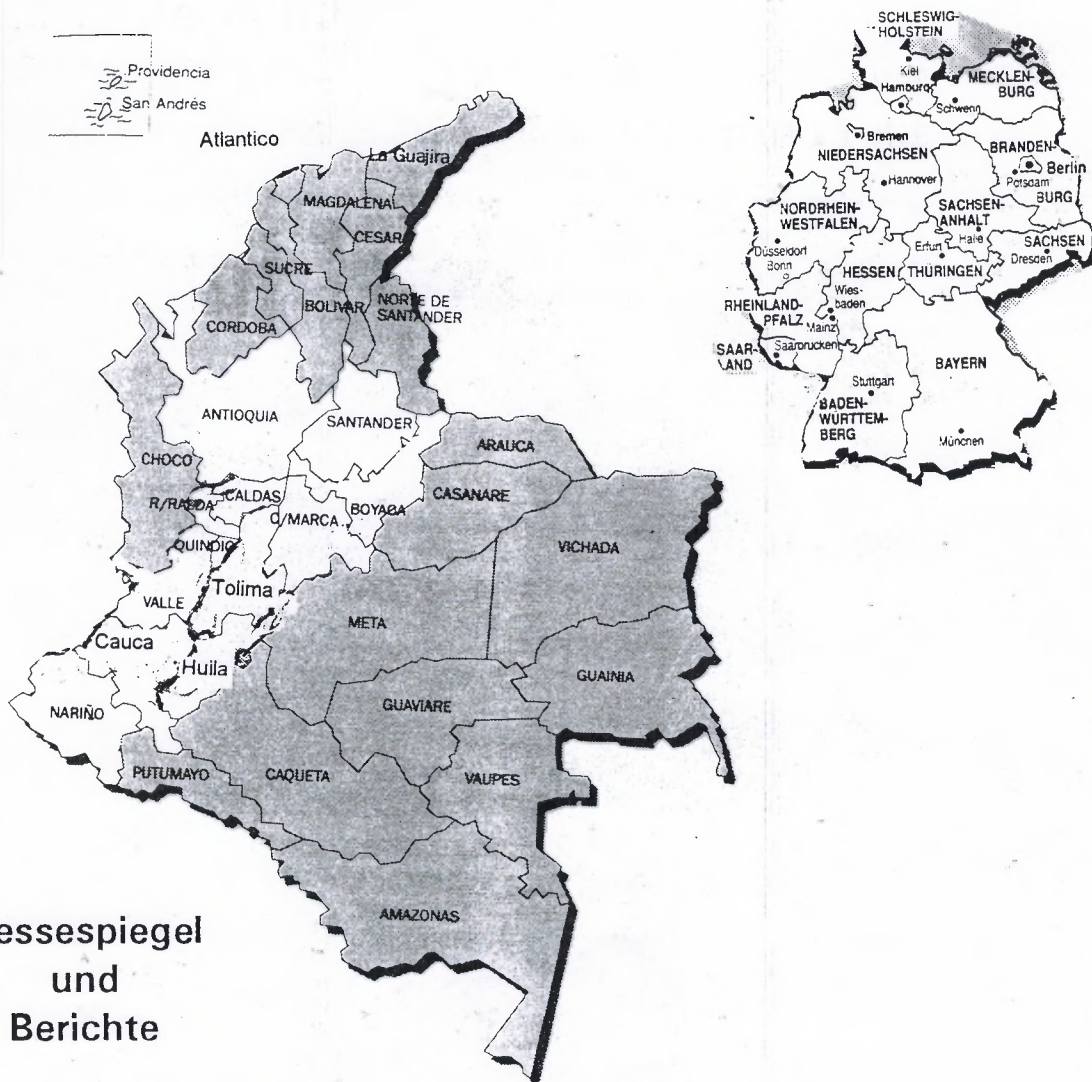 Providencia
San Andrés
Atlantico
La Guajira
MAGDALENA
CESAR
SUCRE
BOLIVAR
NORTE DE
SANTANDER
CORDOBA
ANTIOQUIA
SANTANDER
ARAUCA
CHOCO
CALDAS
CASANARE
R/RALDA
C/MARCA
BOYACA
QUINDIO
VICHADA
VALLE
Tolima
META
Cauca
Huila
GUAINIA
NARIÑO
GUAVIARE
PUTUMAYO
CAQUETA
VAUPES
AMAZONAS
SCHLESWIG-
HOLSTEIN
Kiel
Hamburg
MECKLEN-
BURG
Schwerin
Bremen
NIEDERSACHSEN
BRANDEN-
BURG
Berlin
Potsdam
Hannover
NORDRHEIN-
WESTFALEN
SACHSEN-
ANHALT
Halle
Düsseldorf
Bonn
Erfurt
SACHSEN
Dresden
HESSEN
THÜRINGEN
Wies-
baden
RHEINLAND-
PFALZ
Mainz
SAAR-
LAND
Saarbrücken
BAYERN
Stuttgart
BADEN-
WÜRTTEM-
BERG
München
essespiegel
und
Berichte